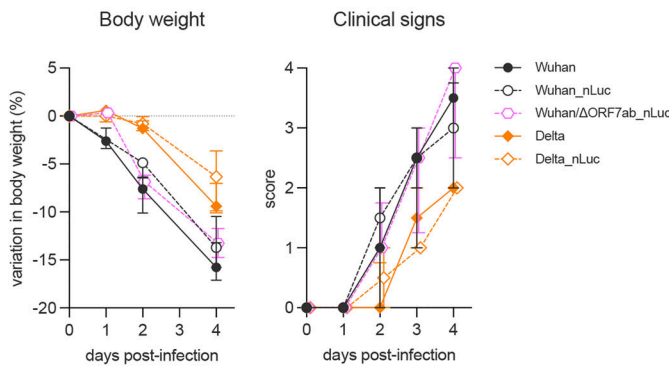 Body weight
Clinical signs
variation in body weight (%)
5
0
-5
-10
-15
-20
0
1
2
3
4
days post-infection
score
4
3
2
1
0
0
1
2
3
4
days post-infection
Wuhan
Wuhan_nLuc
Wuhan/ΔORF7ab_nLuc
Delta
Delta_nLuc